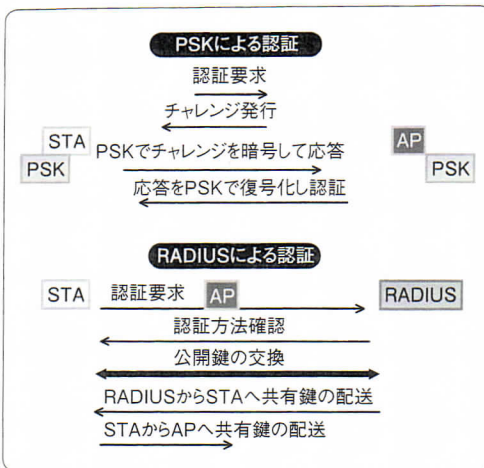 PSKによる認証
認証要求
チャレンジ発行
STA
AP
PSK
PSKでチャレンジを暗号して応答
PSK
応答をPSKで復号化し認証
RADIUSによる認証
STA
認証要求
AP
RADIUS
認証方法確認
公開鍵の交換
RADIUSからSTAへ共有鍵の配送
STAからAPへ共有鍵の配送